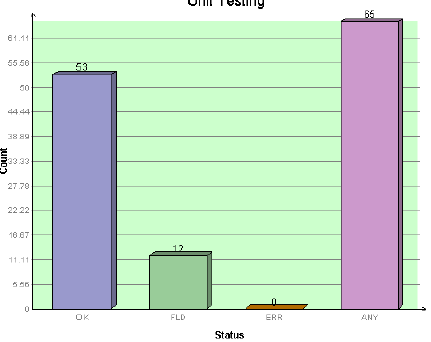 Unit Testing
65
61.11
55.56
53
50
44.44
38.89
33.33
27.78
22.22
16.67
12
11.11
5.56
0
0
OK
FLD
ERR
ANY
Count
Status